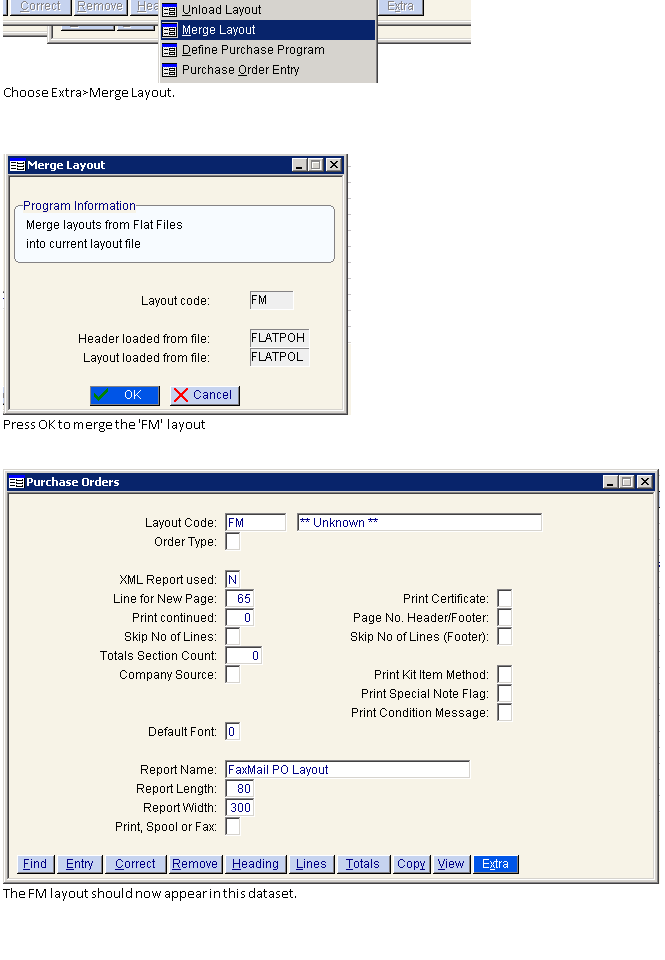 Correct Remove Hea Unload Layout Extra
Merge Layout
Define Purchase Program
Purchase Order Entry
Choose Extra>Merge Layout.
Merge Layout
Program Information
Merge layouts from Flat Files
into current layout file
Layout code: FM
Header loaded from file: FLATPOH
Layout loaded from file: FLATPOL
OK Cancel
Press OK to merge the 'FM' layout
Purchase Orders
Layout Code: FM ** Unknown **
Order Type:
XML Report used: N
Line for New Page: 65 Print Certificate:
Print continued: 0 Page No. Header/Footer:
Skip No of Lines: Skip No of Lines (Footer):
Totals Section Count: 0
Company Source: Print Kit Item Method:
Print Special Note Flag:
Print Condition Message:
Default Font: 0
Report Name: FaxMail PO Layout
Report Length: 80
Report Width: 300
Print, Spool or Fax:
Find Entry Correct Remove Heading Lines Totals Copy View Extra
The FM layout should now appear in this dataset.